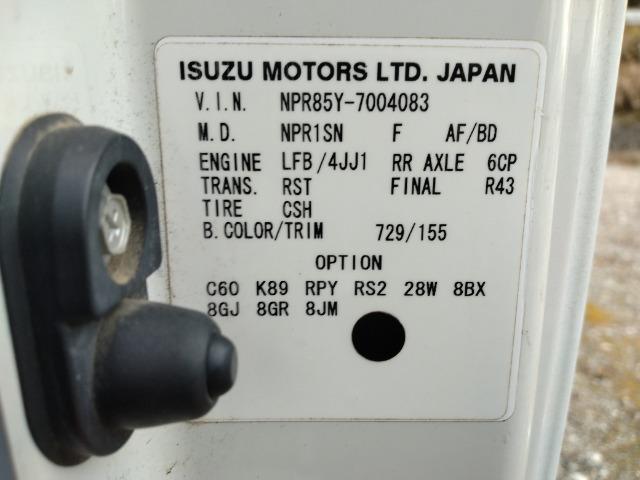 ISUZU MOTORS LTD. JAPAN
V.I.N. NPR85Y-7004083
M.D. NPR1SN F AF/BD
ENGINE LFB/4JJ1 RR AXLE 6CP
TRANS. RST FINAL R43
TIRE CSH
B.COLOR/TRIM 729/155
OPTION
C60 K89 RPY RS2 28W 8BX
8GJ 8GR 8JM